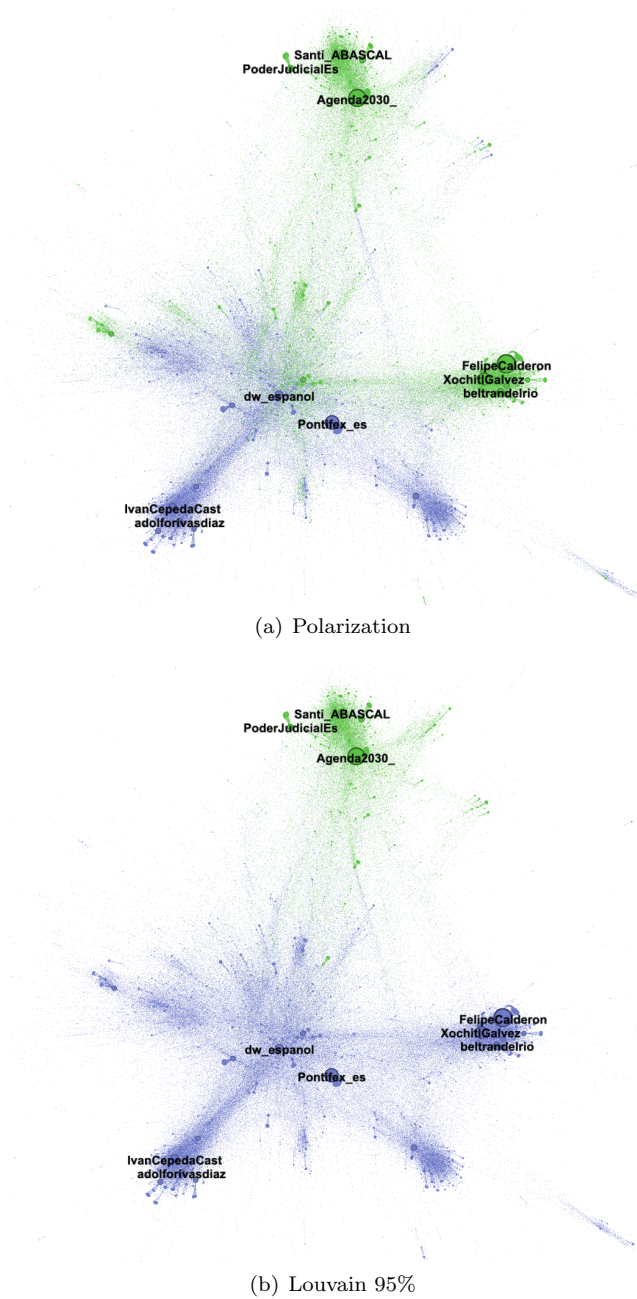 Santi_ABASCAL
PoderJudicialEs
Agenda2030_
FelipeCalderon
XochitlGalvez
beltrandelrio
dw_espanol
Pontifex_es
IvanCepedaCast
adolforivasdiaz
(a) Polarization
Santi_ABASCAL
PoderJudicialEs
Agenda2030_
FelipeCalderon
XochitlGalvez
beltrandelrio
dw_espanol
Pontifex_es
IvanCepedaCast
adolforivasdiaz
(b) Louvain 95%